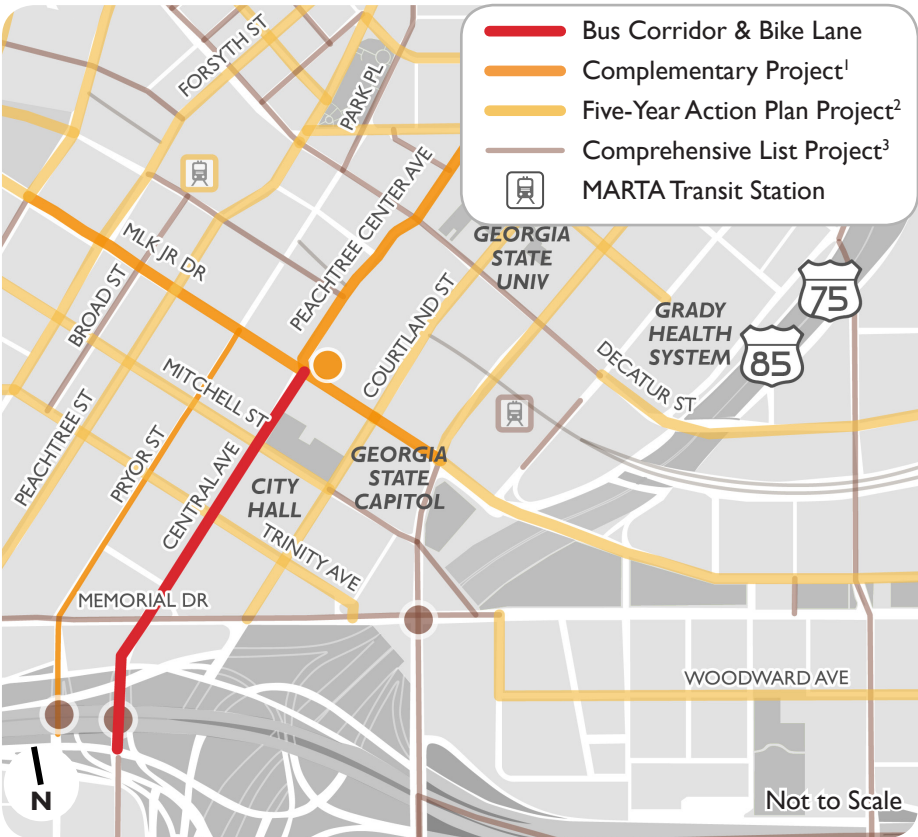 Bus Corridor & Bike Lane
Complementary Project¹
Five-Year Action Plan Project²
Comprehensive List Project³
MARTA Transit Station
FORSYTH ST
PARK PL
PEACHTREE CENTER AVE
MLK JR DR
BROAD ST
GEORGIA
STATE
UNIV
COURTLAND ST
75
GRADY
HEALTH
SYSTEM
85
DECATUR ST
MITCHELL ST
PEACHTREE ST
PRYOR ST
CENTRAL AVE
CITY
HALL
GEORGIA
STATE
CAPITOL
TRINITY AVE
MEMORIAL DR
WOODWARD AVE
N
Not to Scale